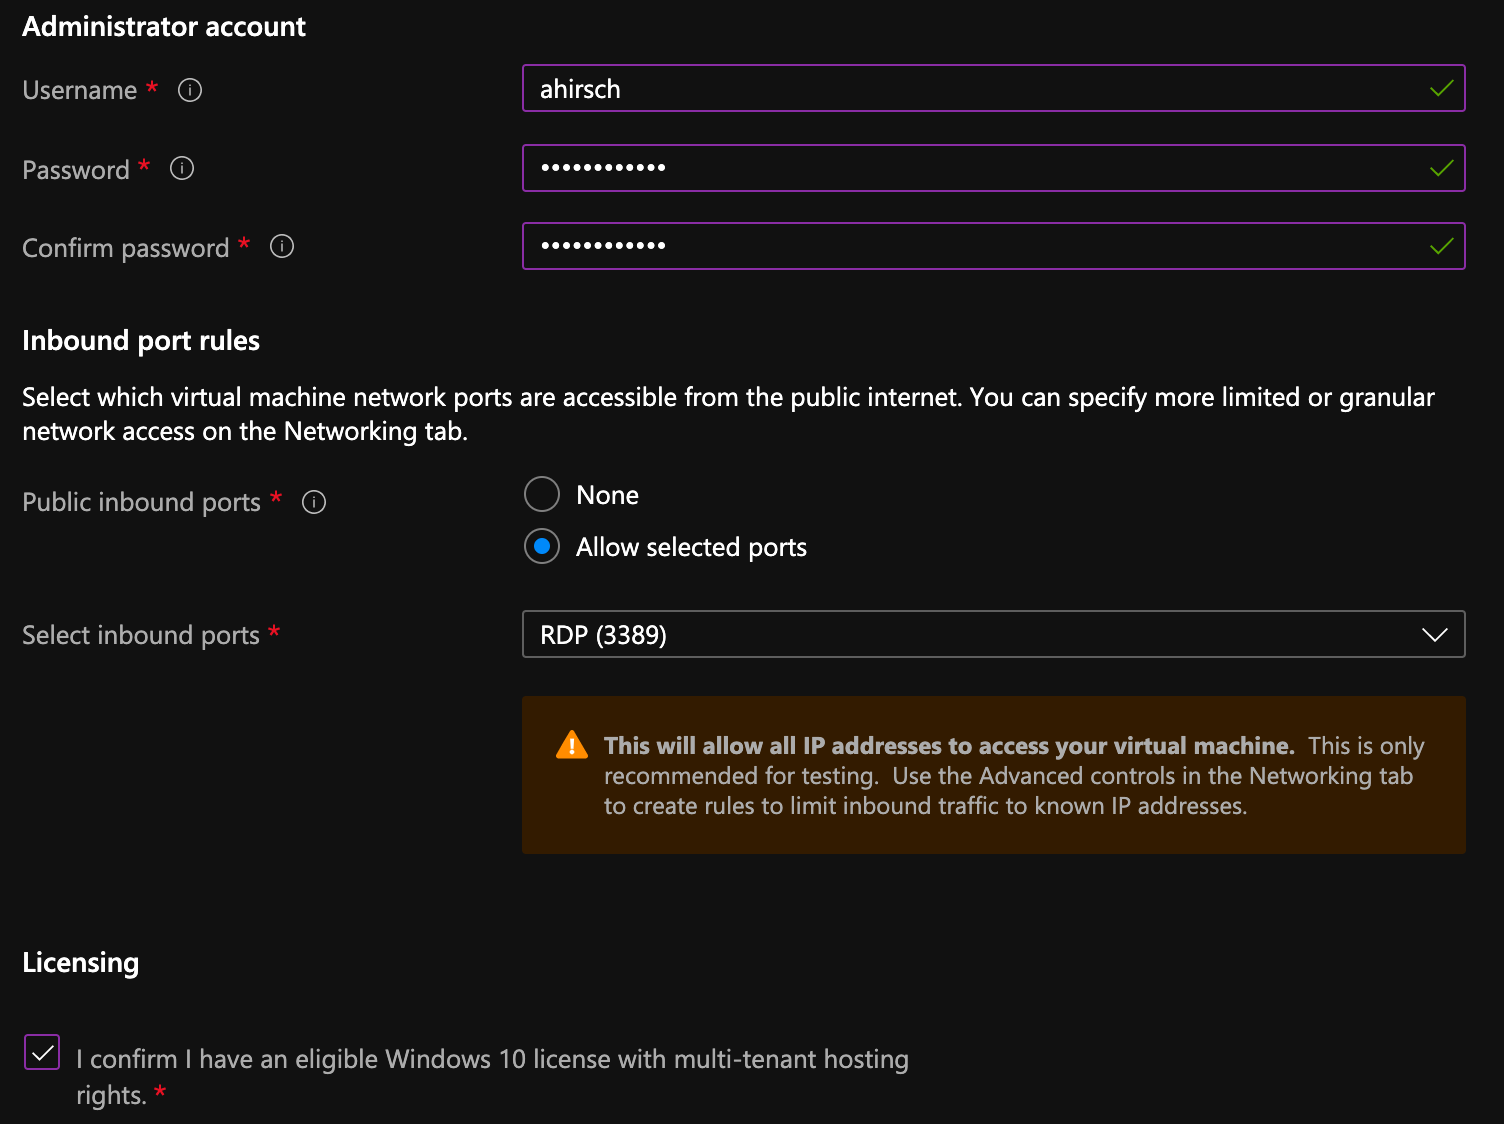 Administrator account
Username *
ahirsch
Password *
••••••••••••
Confirm password *
••••••••••••
Inbound port rules
Select which virtual machine network ports are accessible from the public internet. You can specify more limited or granular
network access on the Networking tab.
Public inbound ports *
None
Allow selected ports
Select inbound ports *
RDP (3389)
This will allow all IP addresses to access your virtual machine. This is only
recommended for testing. Use the Advanced controls in the Networking tab
to create rules to limit inbound traffic to known IP addresses.
Licensing
I confirm I have an eligible Windows 10 license with multi-tenant hosting
rights. *